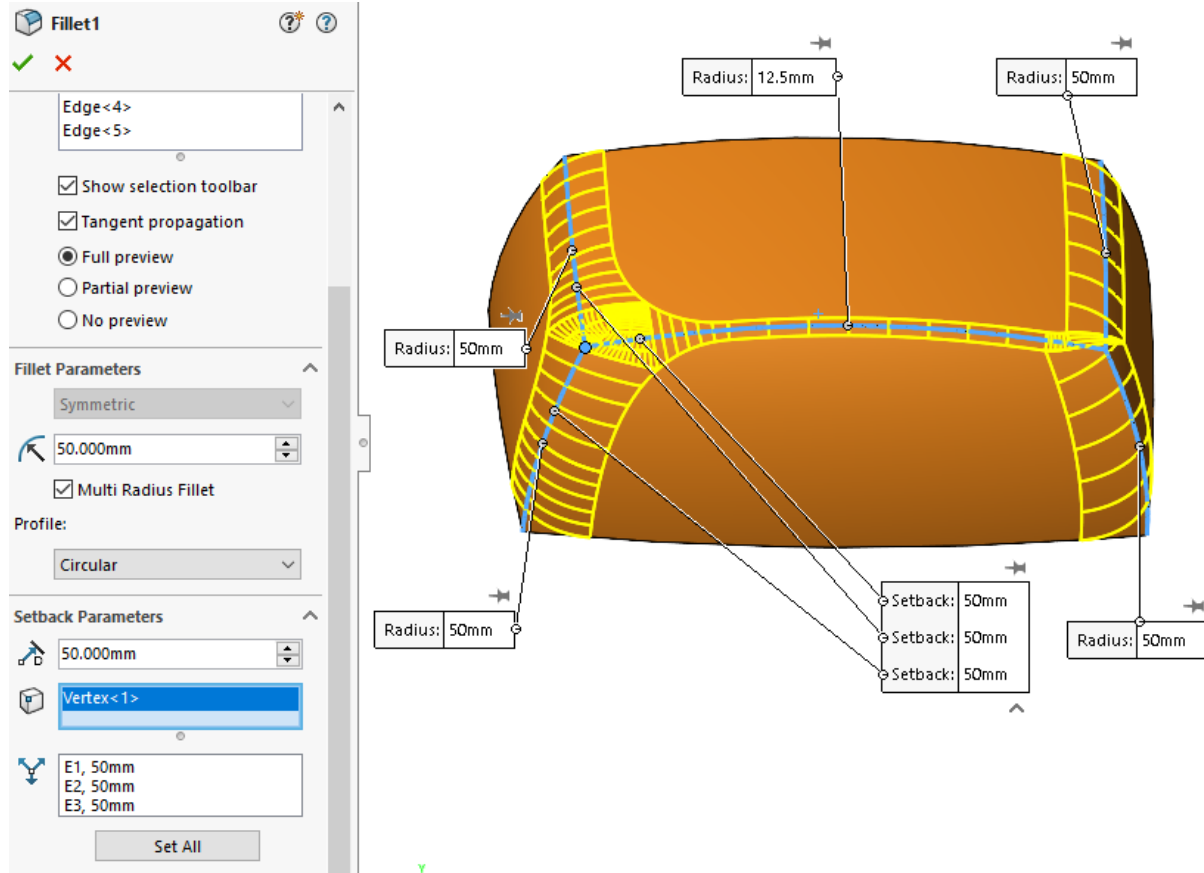 Fillet1
Edge<4>
Edge<5>
Show selection toolbar
Tangent propagation
Full preview
Partial preview
No preview
Fillet Parameters
Symmetric
50.000mm
Multi Radius Fillet
Profile:
Circular
Setback Parameters
50.000mm
Vertex<1>
E1, 50mm
E2, 50mm
E3, 50mm
Set All
Radius: 12.5mm
Radius: 50mm
Radius: 50mm
Radius: 50mm
Setback: 50mm
Setback: 50mm
Setback: 50mm
Radius: 50mm
Y